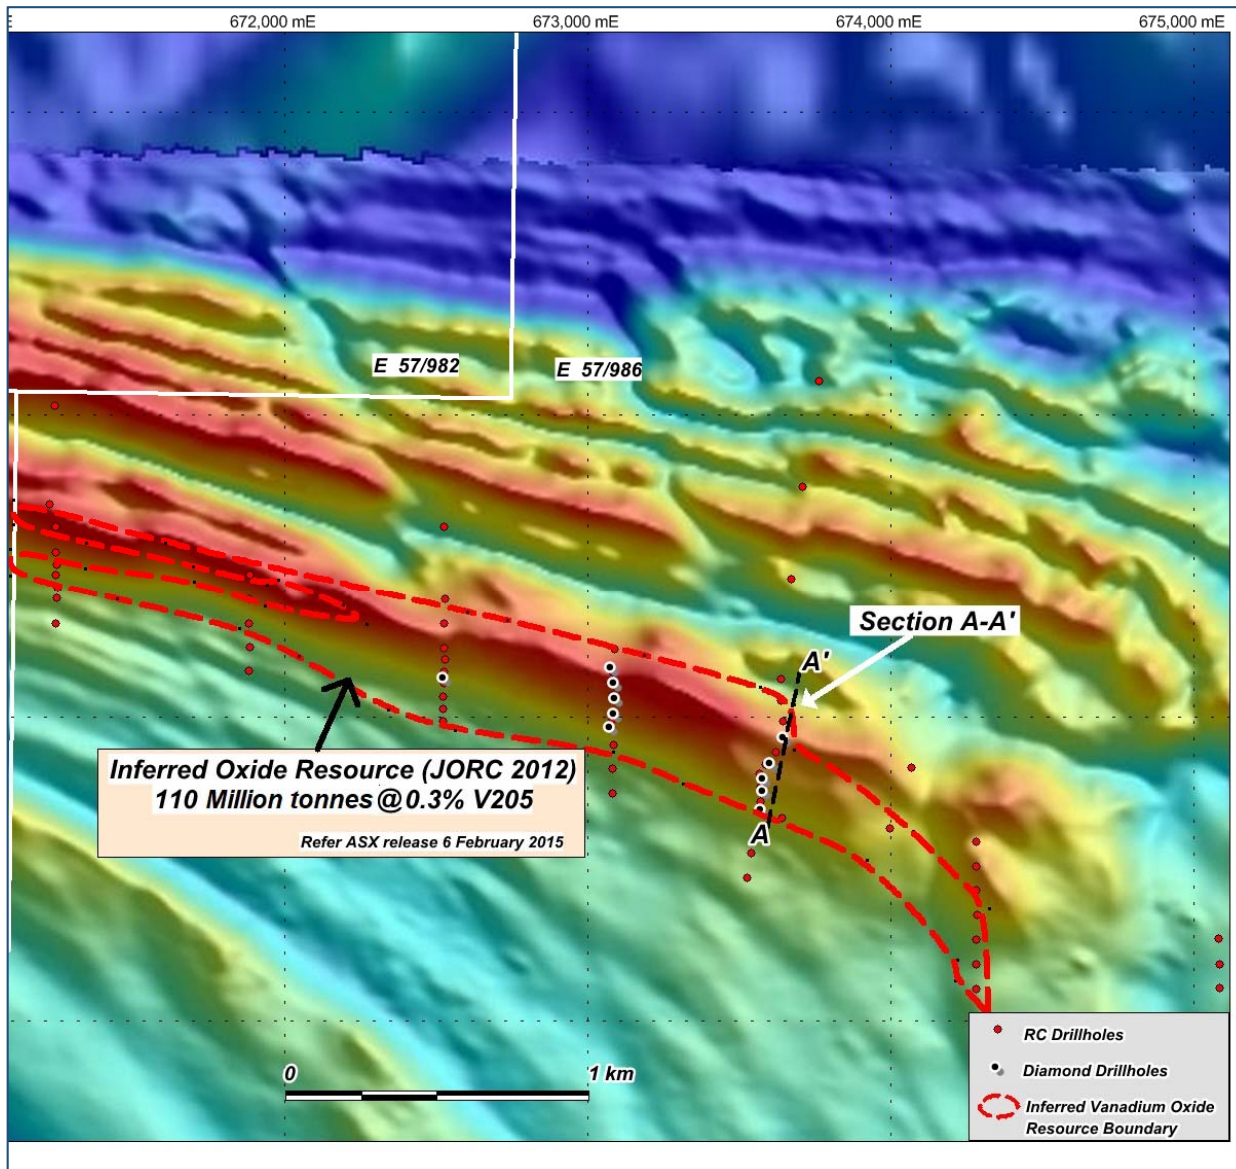 672,000 mE
673,000 mE
674,000 mE
675,000 mE
E 57/982
E 57/986
Section A-A'
A'
A
Inferred Oxide Resource (JORC 2012)
110 Million tonnes @ 0.3% V205
Refer ASX release 6 February 2015
0
1 km
RC Drillholes
Diamond Drillholes
Inferred Vanadium Oxide
Resource Boundary